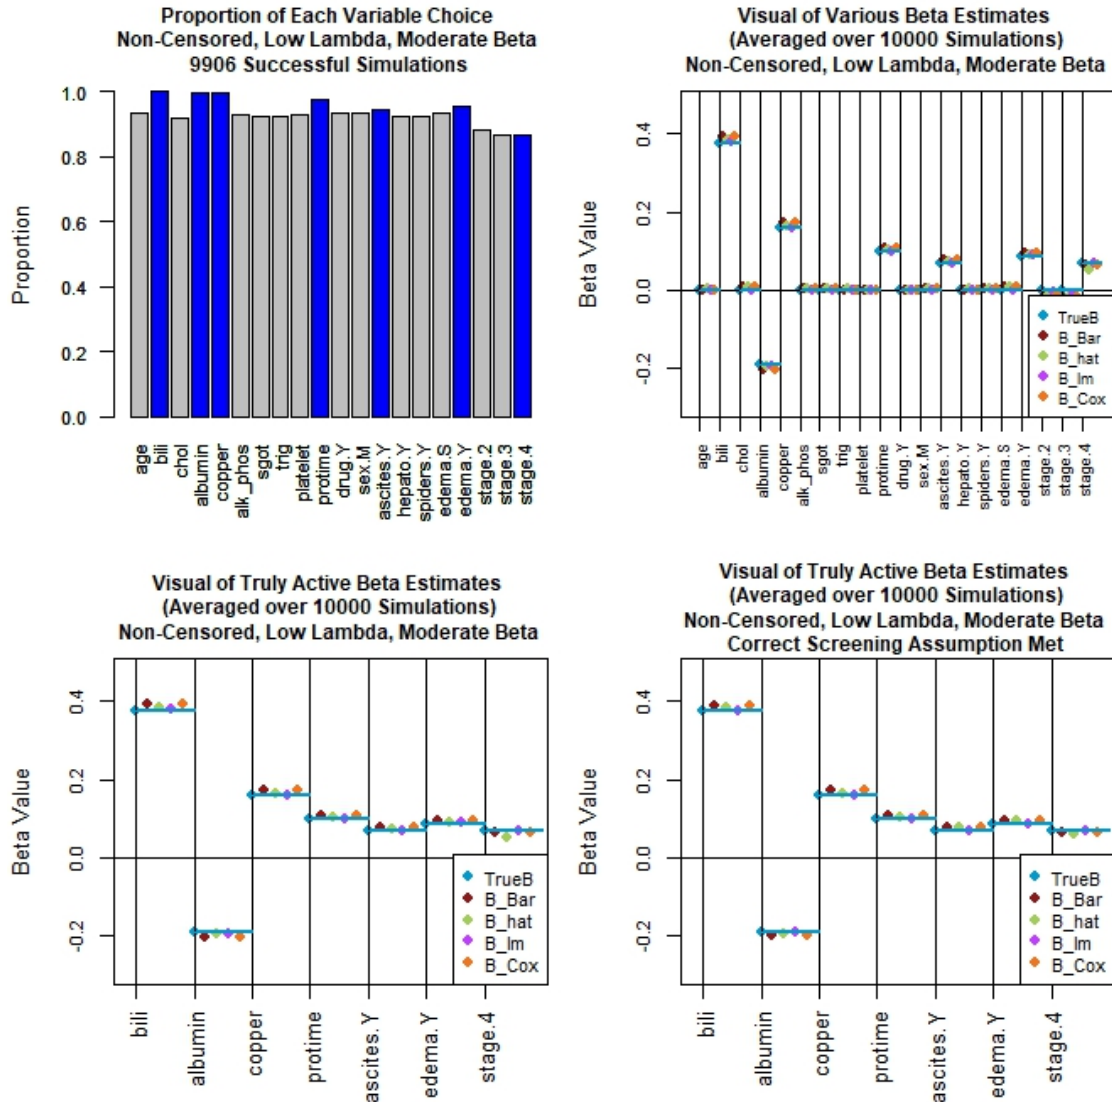 Proportion of Each Variable Choice
Non-Censored, Low Lambda, Moderate Beta
9906 Successful Simulations
Proportion
1.0
0.8
0.6
0.4
0.2
0.0
age
bili
chol
albumin
copper
alk_phos
sgot
trig
platelet
protime
drug.Y
sex.M
ascites.Y
hepato.Y
spiders.Y
edema.S
edema.Y
stage.2
stage.3
stage.4
Visual of Various Beta Estimates
(Averaged over 10000 Simulations)
Non-Censored, Low Lambda, Moderate Beta
Beta Value
0.4
0.2
0.0
-0.2
TrueB
B_Bar
B_hat
B_lm
B_Cox
age
bili
chol
albumin
copper
alk_phos
sgot
trig
platelet
protime
drug.Y
sex.M
ascites.Y
hepato.Y
spiders.Y
edema.S
edema.Y
stage.2
stage.3
stage.4
Visual of Truly Active Beta Estimates
(Averaged over 10000 Simulations)
Non-Censored, Low Lambda, Moderate Beta
Beta Value
0.4
0.2
0.0
-0.2
TrueB
B_Bar
B_hat
B_lm
B_Cox
bili
albumin
copper
protime
ascites.Y
edema.Y
stage.4
Visual of Truly Active Beta Estimates
(Averaged over 10000 Simulations)
Non-Censored, Low Lambda, Moderate Beta
Correct Screening Assumption Met
Beta Value
0.4
0.2
0.0
-0.2
TrueB
B_Bar
B_hat
B_lm
B_Cox
bili
albumin
copper
protime
ascites.Y
edema.Y
stage.4